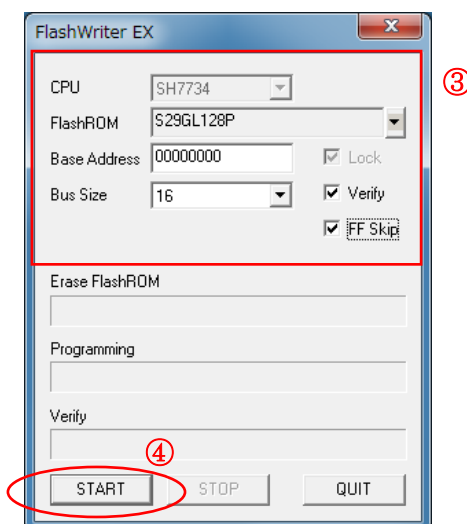 FlashWriter EX
③
CPU SH7734
FlashROM S29GL128P
Base Address 00000000 Lock
Bus Size 16 Verify
FF Skip
Erase FlashROM
Programming
Verify
④
START STOP QUIT